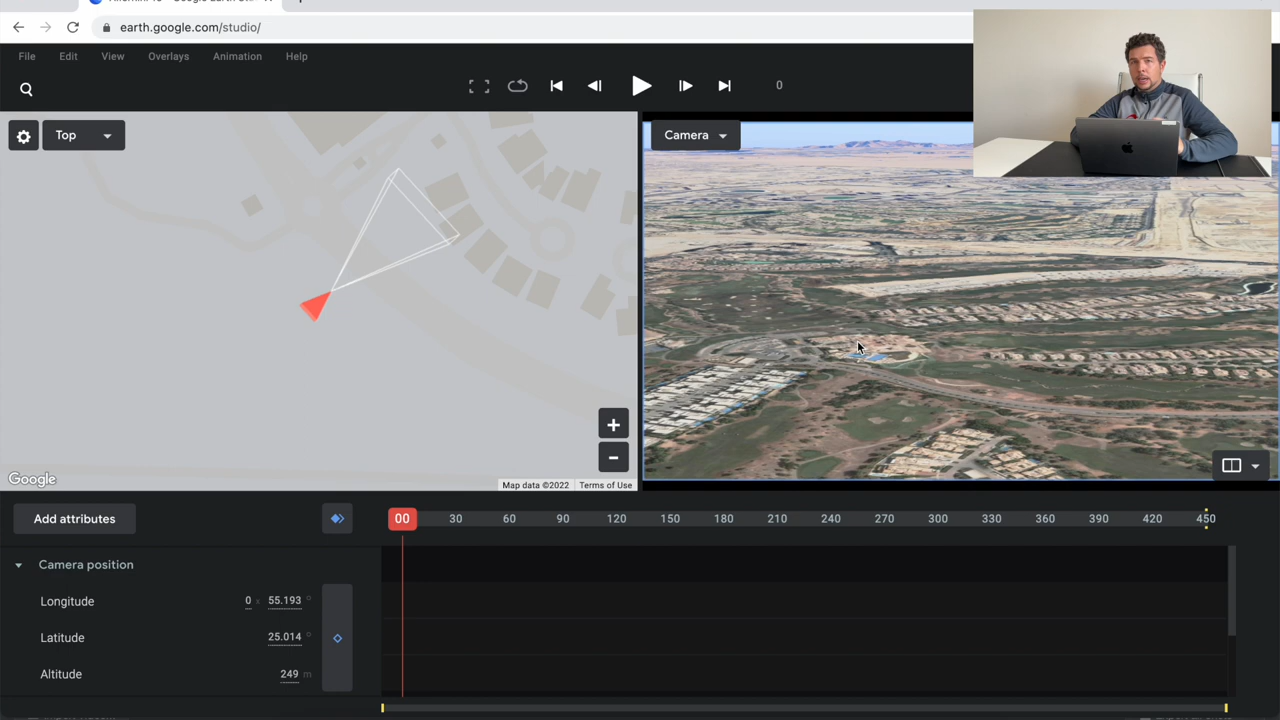 earth.google.com/studio/
File Edit View Overlays Animation Help
0
Top
Camera
Google
Map data ©2022 Terms of Use
Add attributes
00 30 60 90 120 150 180 210 240 270 300 330 360 390 420 450
Camera position
Longitude 0 x 55.193 °
Latitude 25.014 °
Altitude 249 m